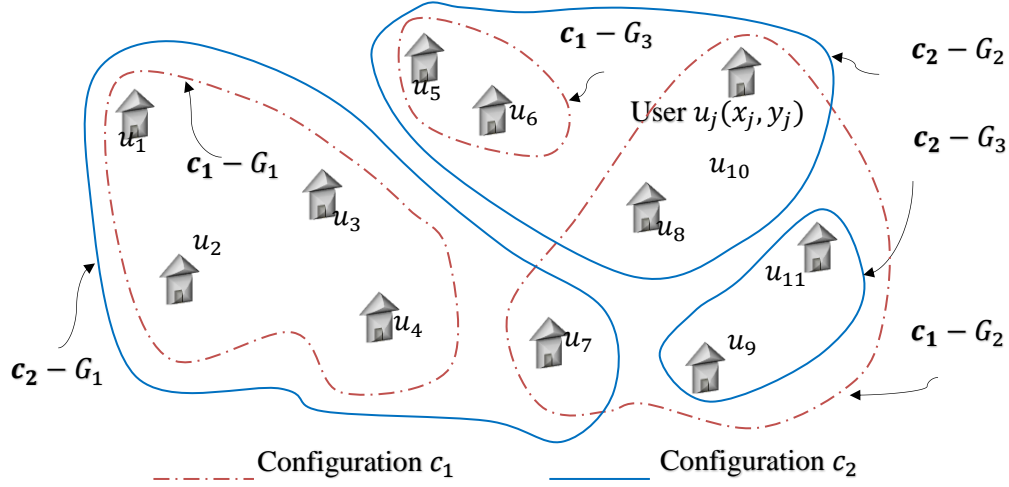 c₁ − G₃
c₂ − G₂
u₅
u₆
User uⱼ(xⱼ, yⱼ)
u₁
c₁ − G₁
c₂ − G₃
u₁₀
u₃
u₈
u₂
u₁₁
u₄
c₁ − G₂
u₇
u₉
c₂ − G₁
Configuration c₁
Configuration c₂